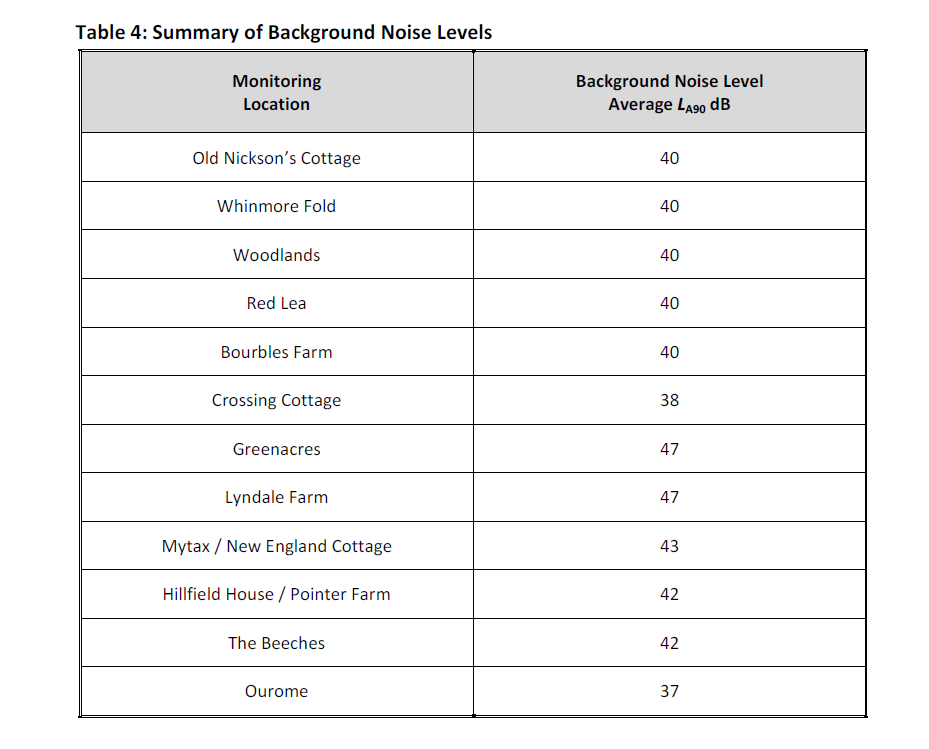 Table 4: Summary of Background Noise Levels
Monitoring
Location
Background Noise Level
Average LA90 dB
Old Nickson’s Cottage 40
Whinmore Fold 40
Woodlands 40
Red Lea 40
Bourbles Farm 40
Crossing Cottage 38
Greenacres 47
Lyndale Farm 47
Mytax / New England Cottage 43
Hillfield House / Pointer Farm 42
The Beeches 42
Ourome 37